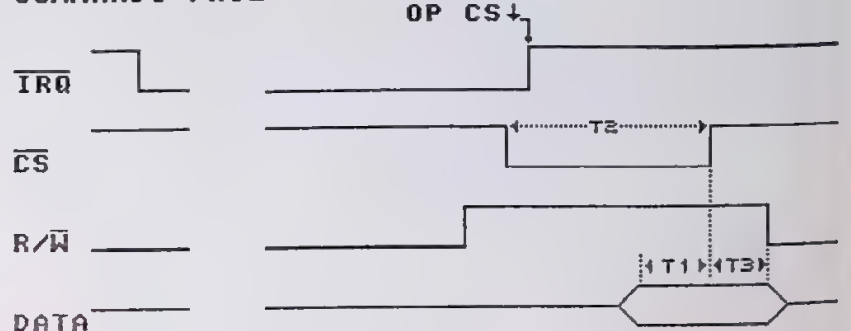 OP CS↓
IRQ
CS
T2
R/W
T1 T3
DATA